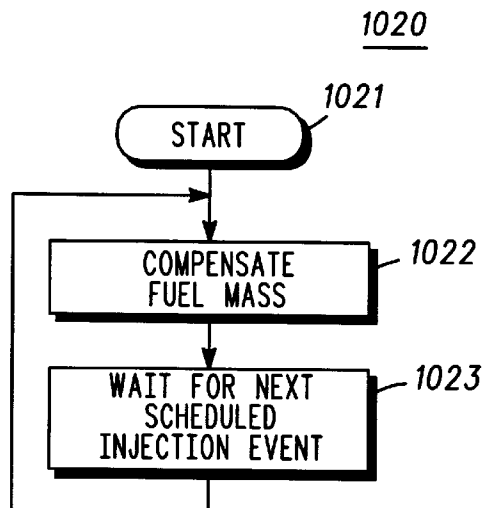 1020
1021
START
COMPENSATE
FUEL MASS
1022
WAIT FOR NEXT
SCHEDULED
INJECTION EVENT
1023